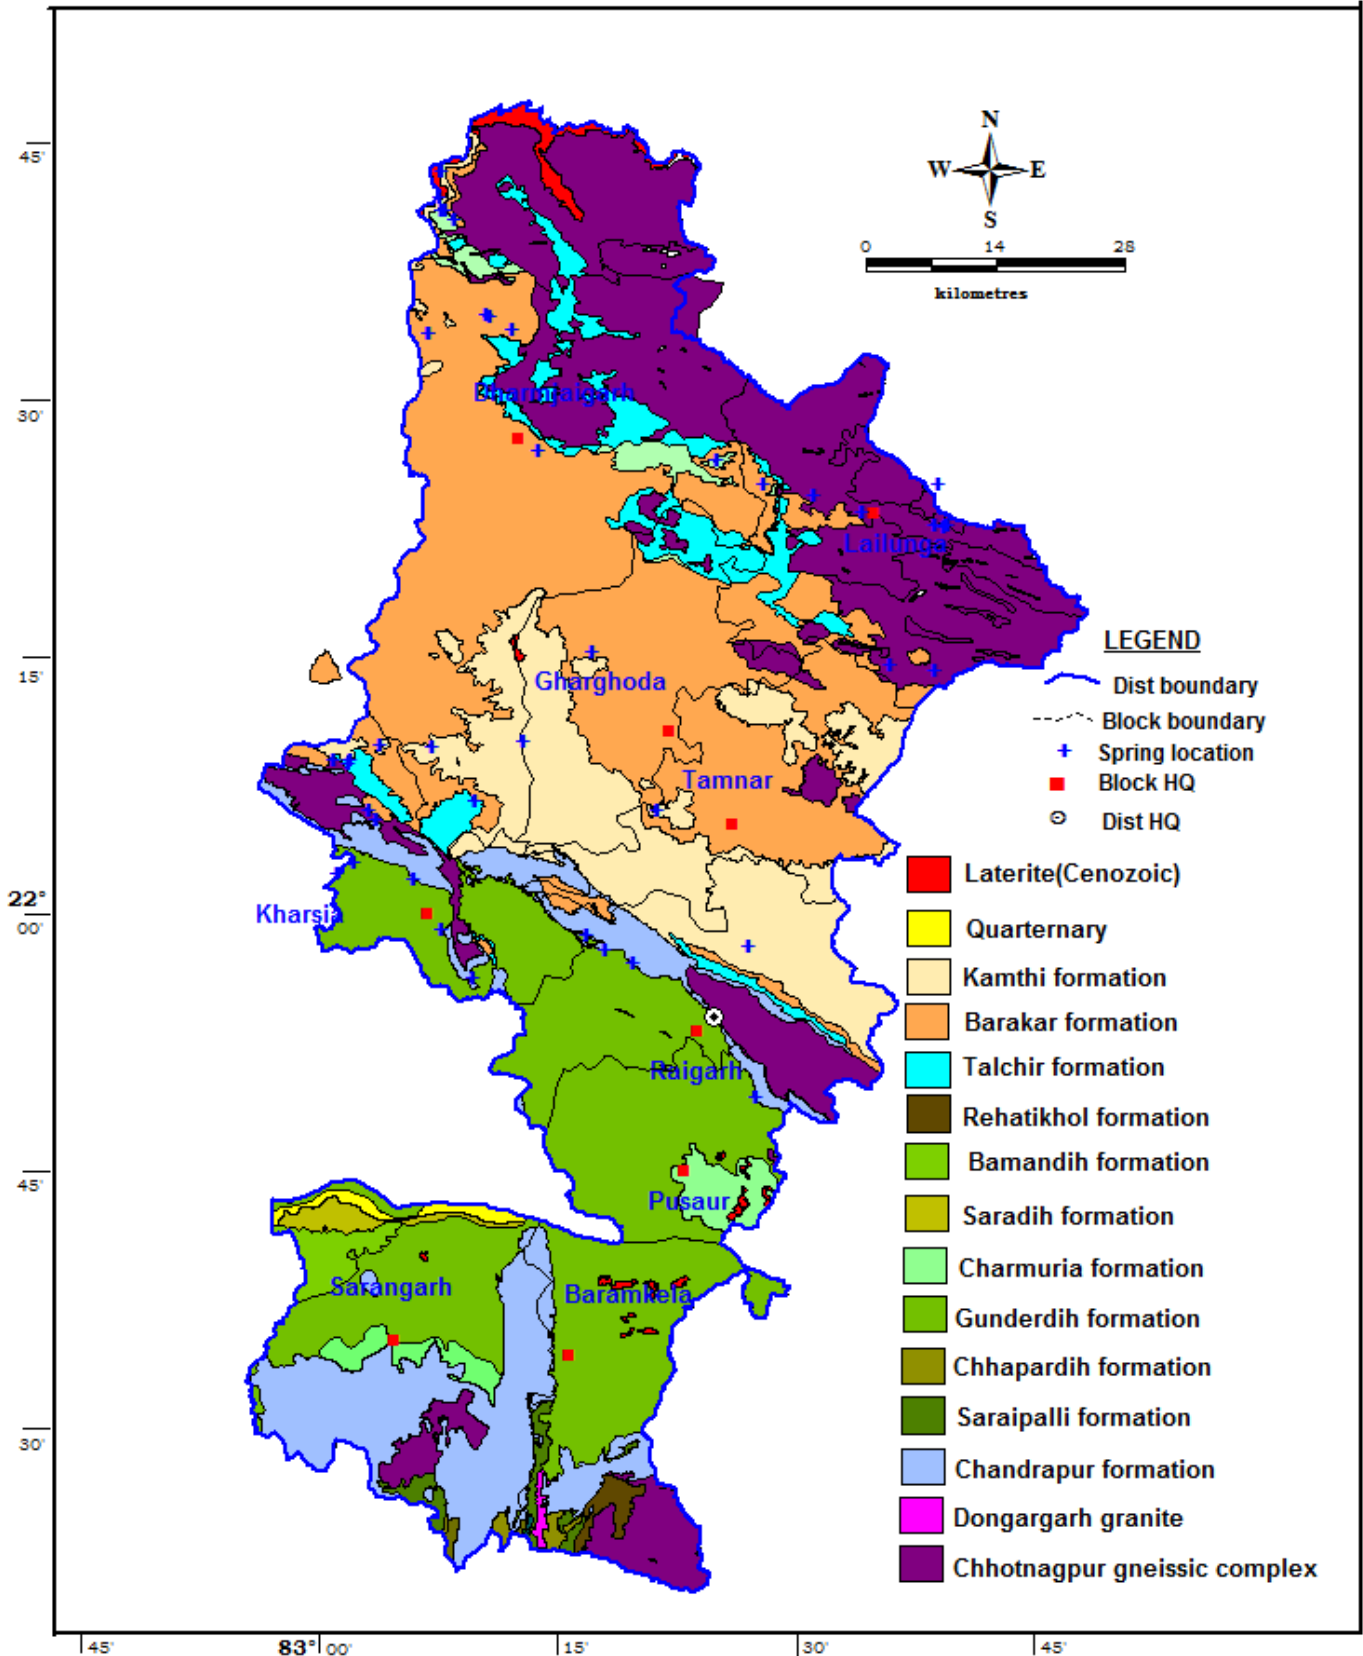 N
W E
S
45'
0 14 28
kilometres
30'
Dharmjaigarh
Lailunga
15'
LEGEND
Gharghoda
Dist boundary
Block boundary
Spring location
Tamnar
Block HQ
Dist HQ
Laterite(Cenozoic)
22°
00'
Kharsia
Quarternary
Kamthi formation
Barakar formation
Raigarh
Talchir formation
Rehatikhol formation
Bamandih formation
45'
Pusaur
Saradih formation
Charmuria formation
Sarangarh
Baramkela
Gunderdih formation
Chhapardih formation
Saraipalli formation
30'
Chandrapur formation
Dongargarh granite
Chhotnagpur gneissic complex
45' 83° 00' 15' 30' 45'